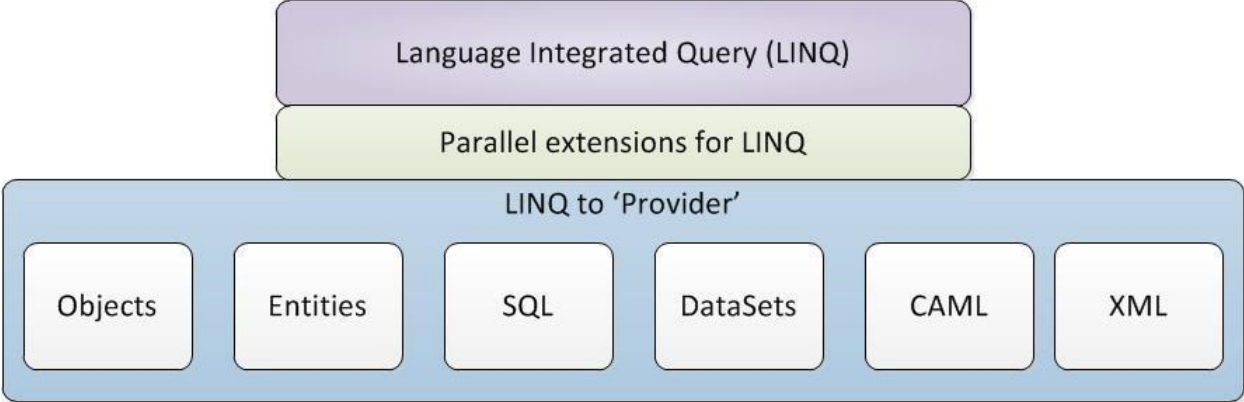 Language Integrated Query (LINQ)
Parallel extensions for LINQ
LINQ to ‘Provider’
Objects
Entities
SQL
DataSets
CAML
XML